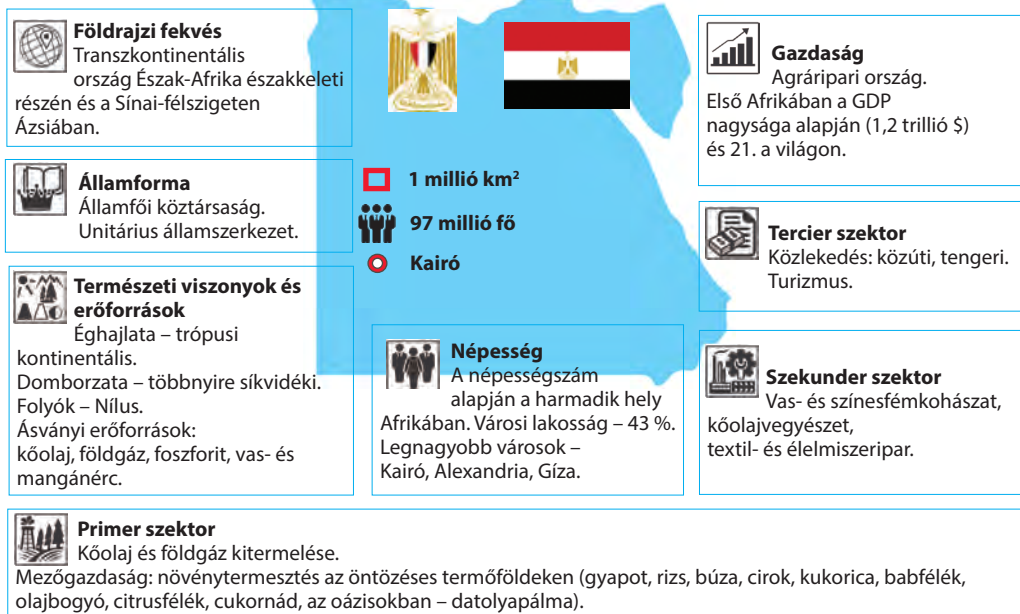 Földrajzi fekvés
Transzkontinentális
ország Észak-Afrika északkeleti
részén és a Sínai-félszigeten
Ázsiában.
Államforma
Államfői köztársaság.
Unitárius államszerkezet.
Természeti viszonyok és
erőforrások
Éghajlata – trópusi
kontinentális.
Domborzata – többnyire síkvidéki.
Folyók – Nílus.
Ásványi erőforrások:
kőolaj, földgáz, foszforit, vas- és
mangánérc.
1 millió km²
97 millió fő
Kairó
Népesség
A népességszám
alapján a harmadik hely
Afrikában. Városi lakosság – 43 %.
Legnagyobb városok –
Kairó, Alexandria, Gíza.
Gazdaság
Agráripari ország.
Első Afrikában a GDP
nagysága alapján (1,2 trillió $)
és 21. a világon.
Tercier szektor
Közlekedés: közúti, tengeri.
Turizmus.
Szekunder szektor
Vas- és színesfémkohászat,
kőolajvegyészet,
textil- és élelmiszeripar.
Primer szektor
Kőolaj és földgáz kitermelése.
Mezőgazdaság: növénytermesztés az öntözéses termőföldeken (gyapot, rizs, búza, cirok, kukorica, babfélék,
olajbogyó, citrusfélék, cukornád, az oázisokban – datolyapálma).